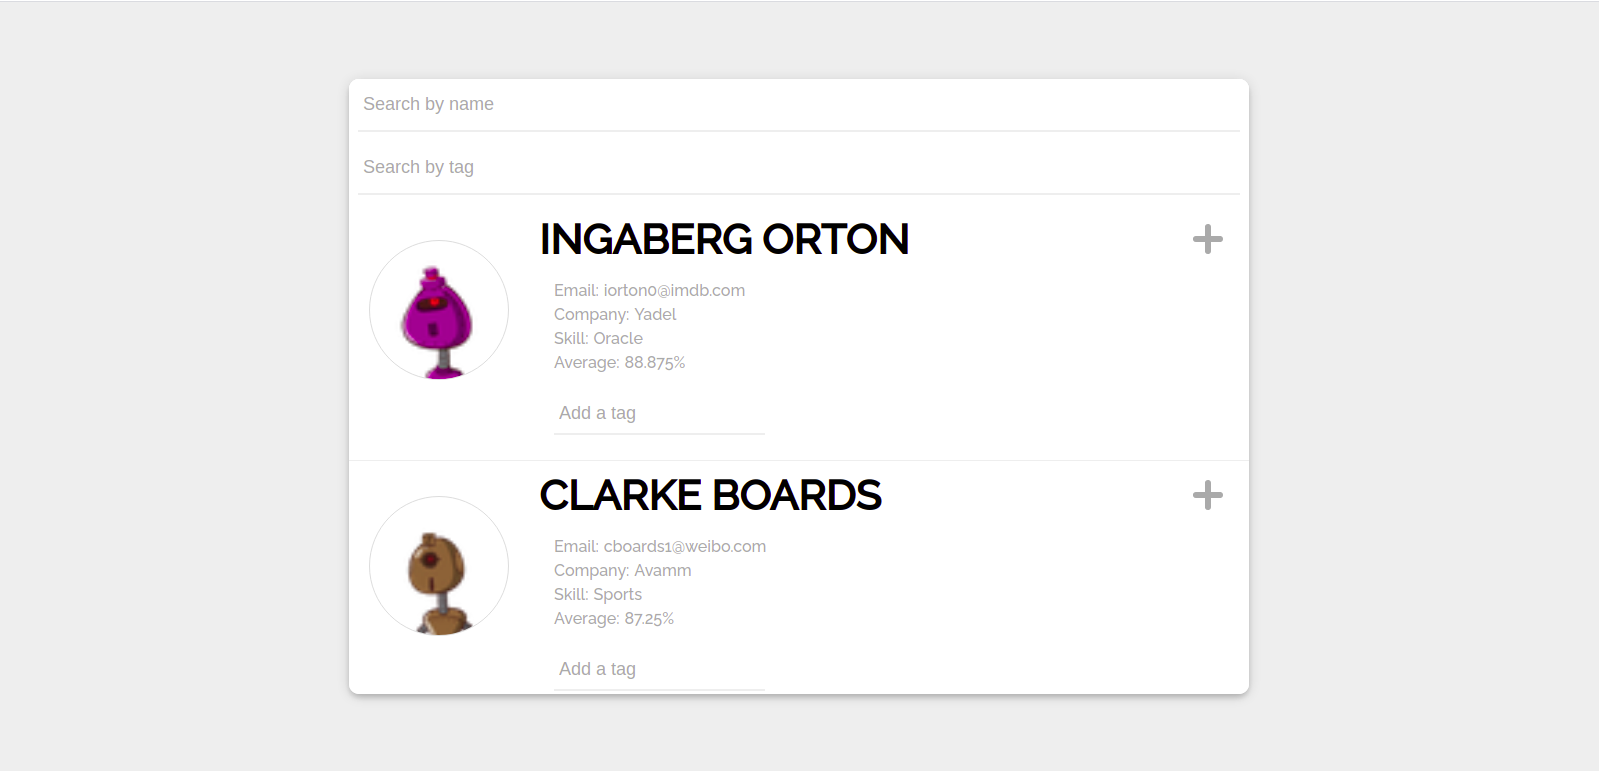 Search by name
Search by tag
INGABERG ORTON
Email: iorton0@imdb.com
Company: Yadel
Skill: Oracle
Average: 88.875%
Add a tag
CLARKE BOARDS
Email: cboards1@weibo.com
Company: Avamm
Skill: Sports
Average: 87.25%
Add a tag